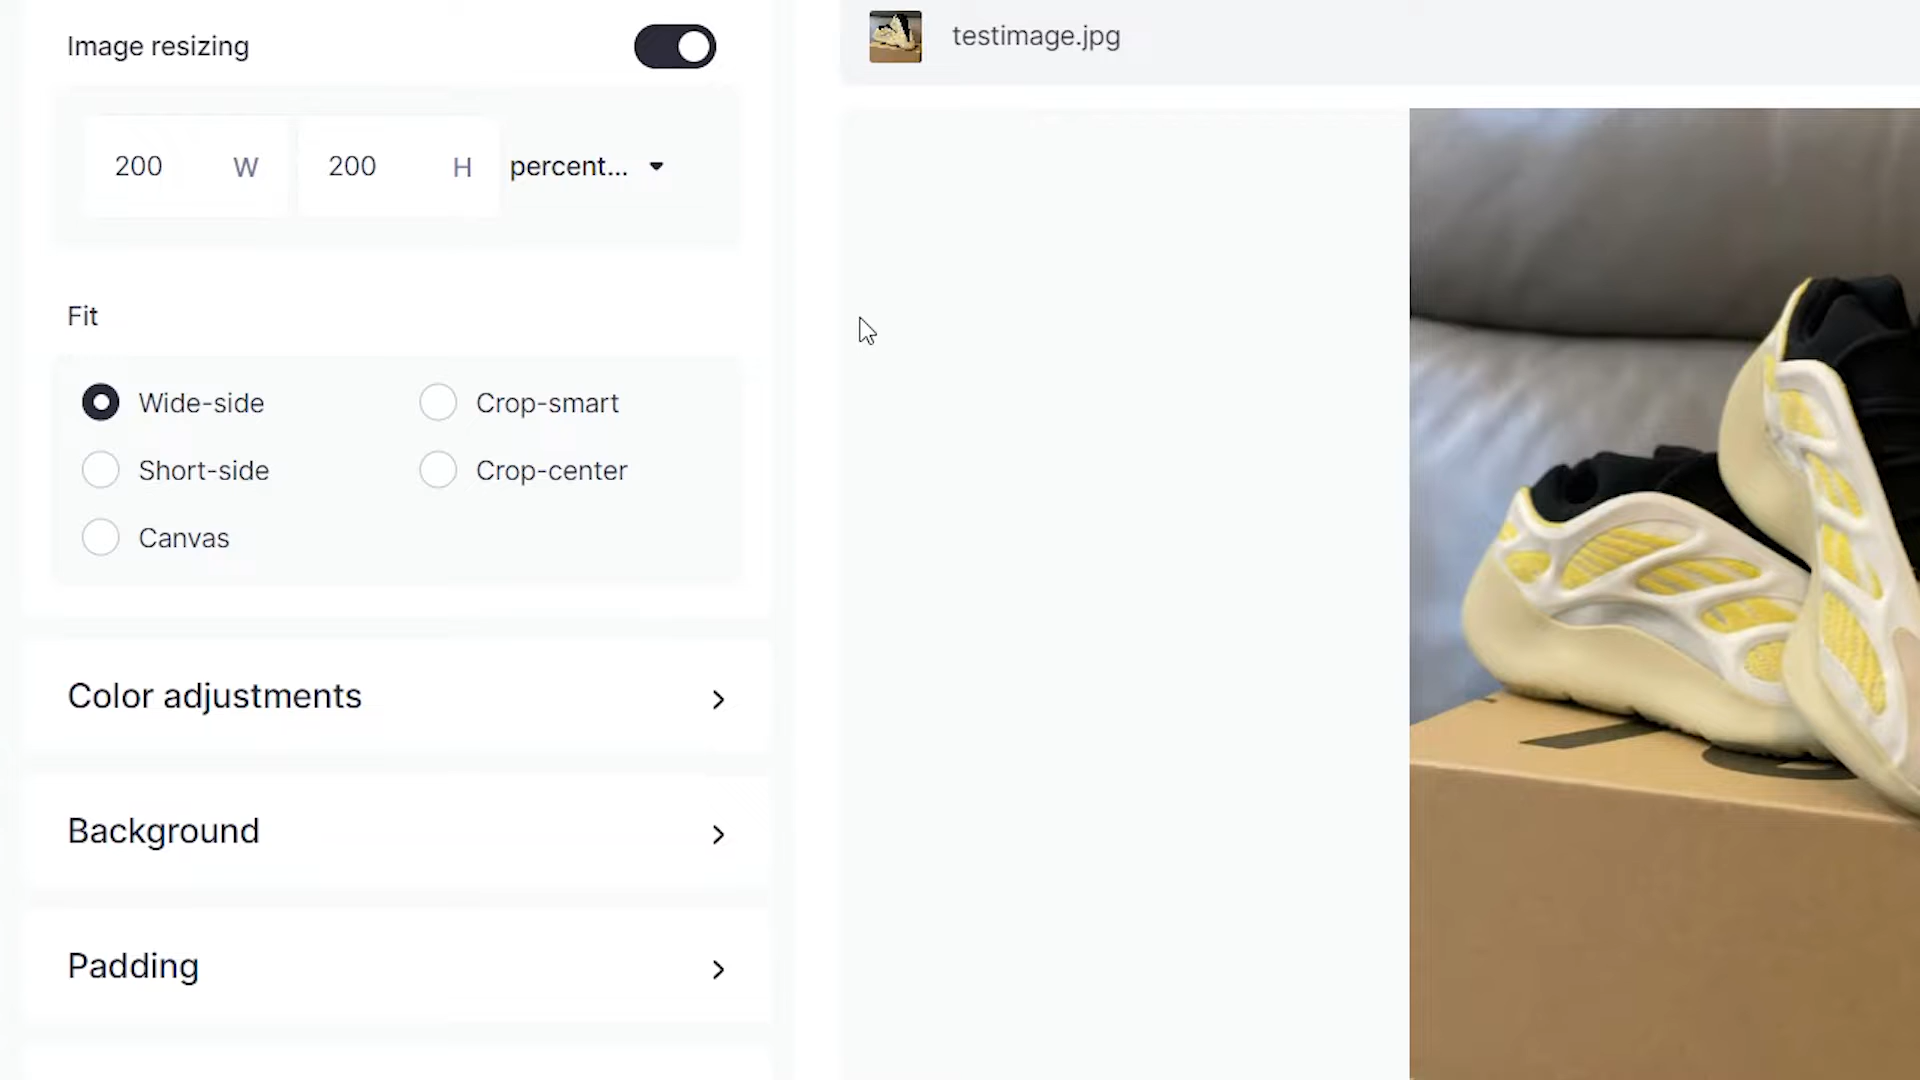 Image resizing
testimage.jpg
200 W 200 H percent...
Fit
Wide-side Crop-smart
Short-side Crop-center
Canvas
Color adjustments
Background
Padding